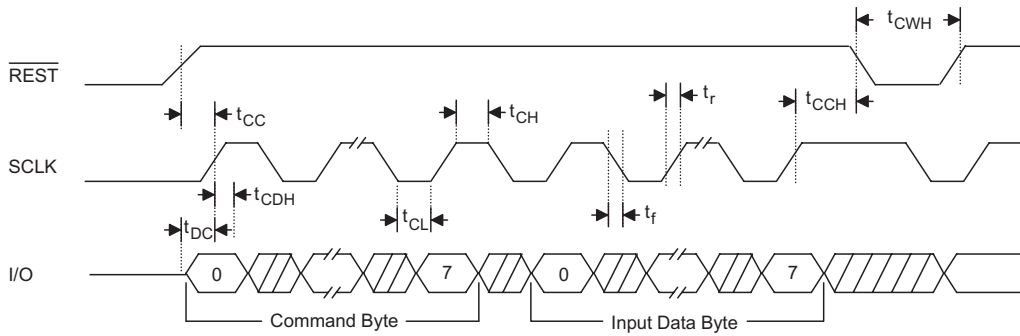 tCWH
REST
tCC
tCH
tr
tCCH
SCLK
tCDH
tDC
tCL
tf
I/O
0
7
0
7
Command Byte
Input Data Byte